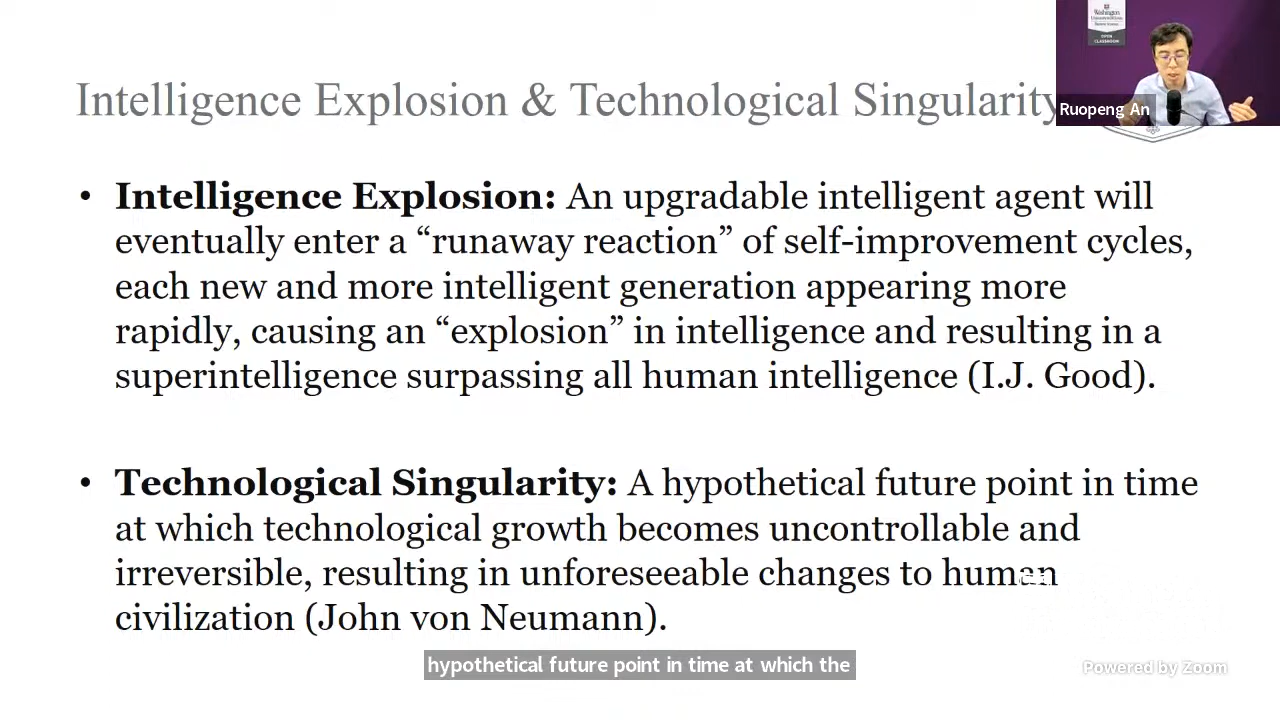 Intelligence Explosion & Technological Singularity
Washington
OPEN
CLASSROOM
Ruopeng An
• Intelligence Explosion: An upgradable intelligent agent will
eventually enter a “runaway reaction” of self-improvement cycles,
each new and more intelligent generation appearing more
rapidly, causing an “explosion” in intelligence and resulting in a
superintelligence surpassing all human intelligence (I.J. Good).
• Technological Singularity: A hypothetical future point in time
at which technological growth becomes uncontrollable and
irreversible, resulting in unforeseeable changes to human
civilization (John von Neumann).
hypothetical future point in time at which the
Powered by Zoom